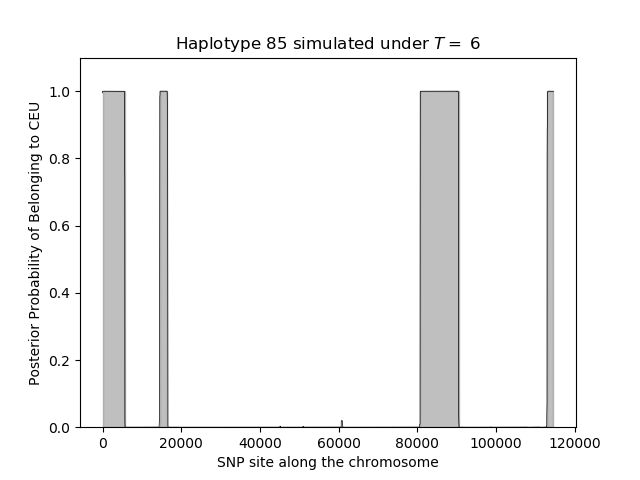 Haplotype 85 simulated under T = 6
Posterior Probability of Belonging to CEU
1.0
0.8
0.6
0.4
0.2
0.0
0 20000 40000 60000 80000 100000 120000
SNP site along the chromosome